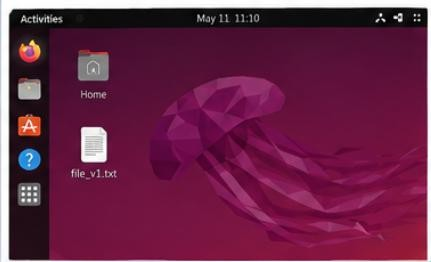 Activities
May 11 11:10
Home
file_v1.txt
?